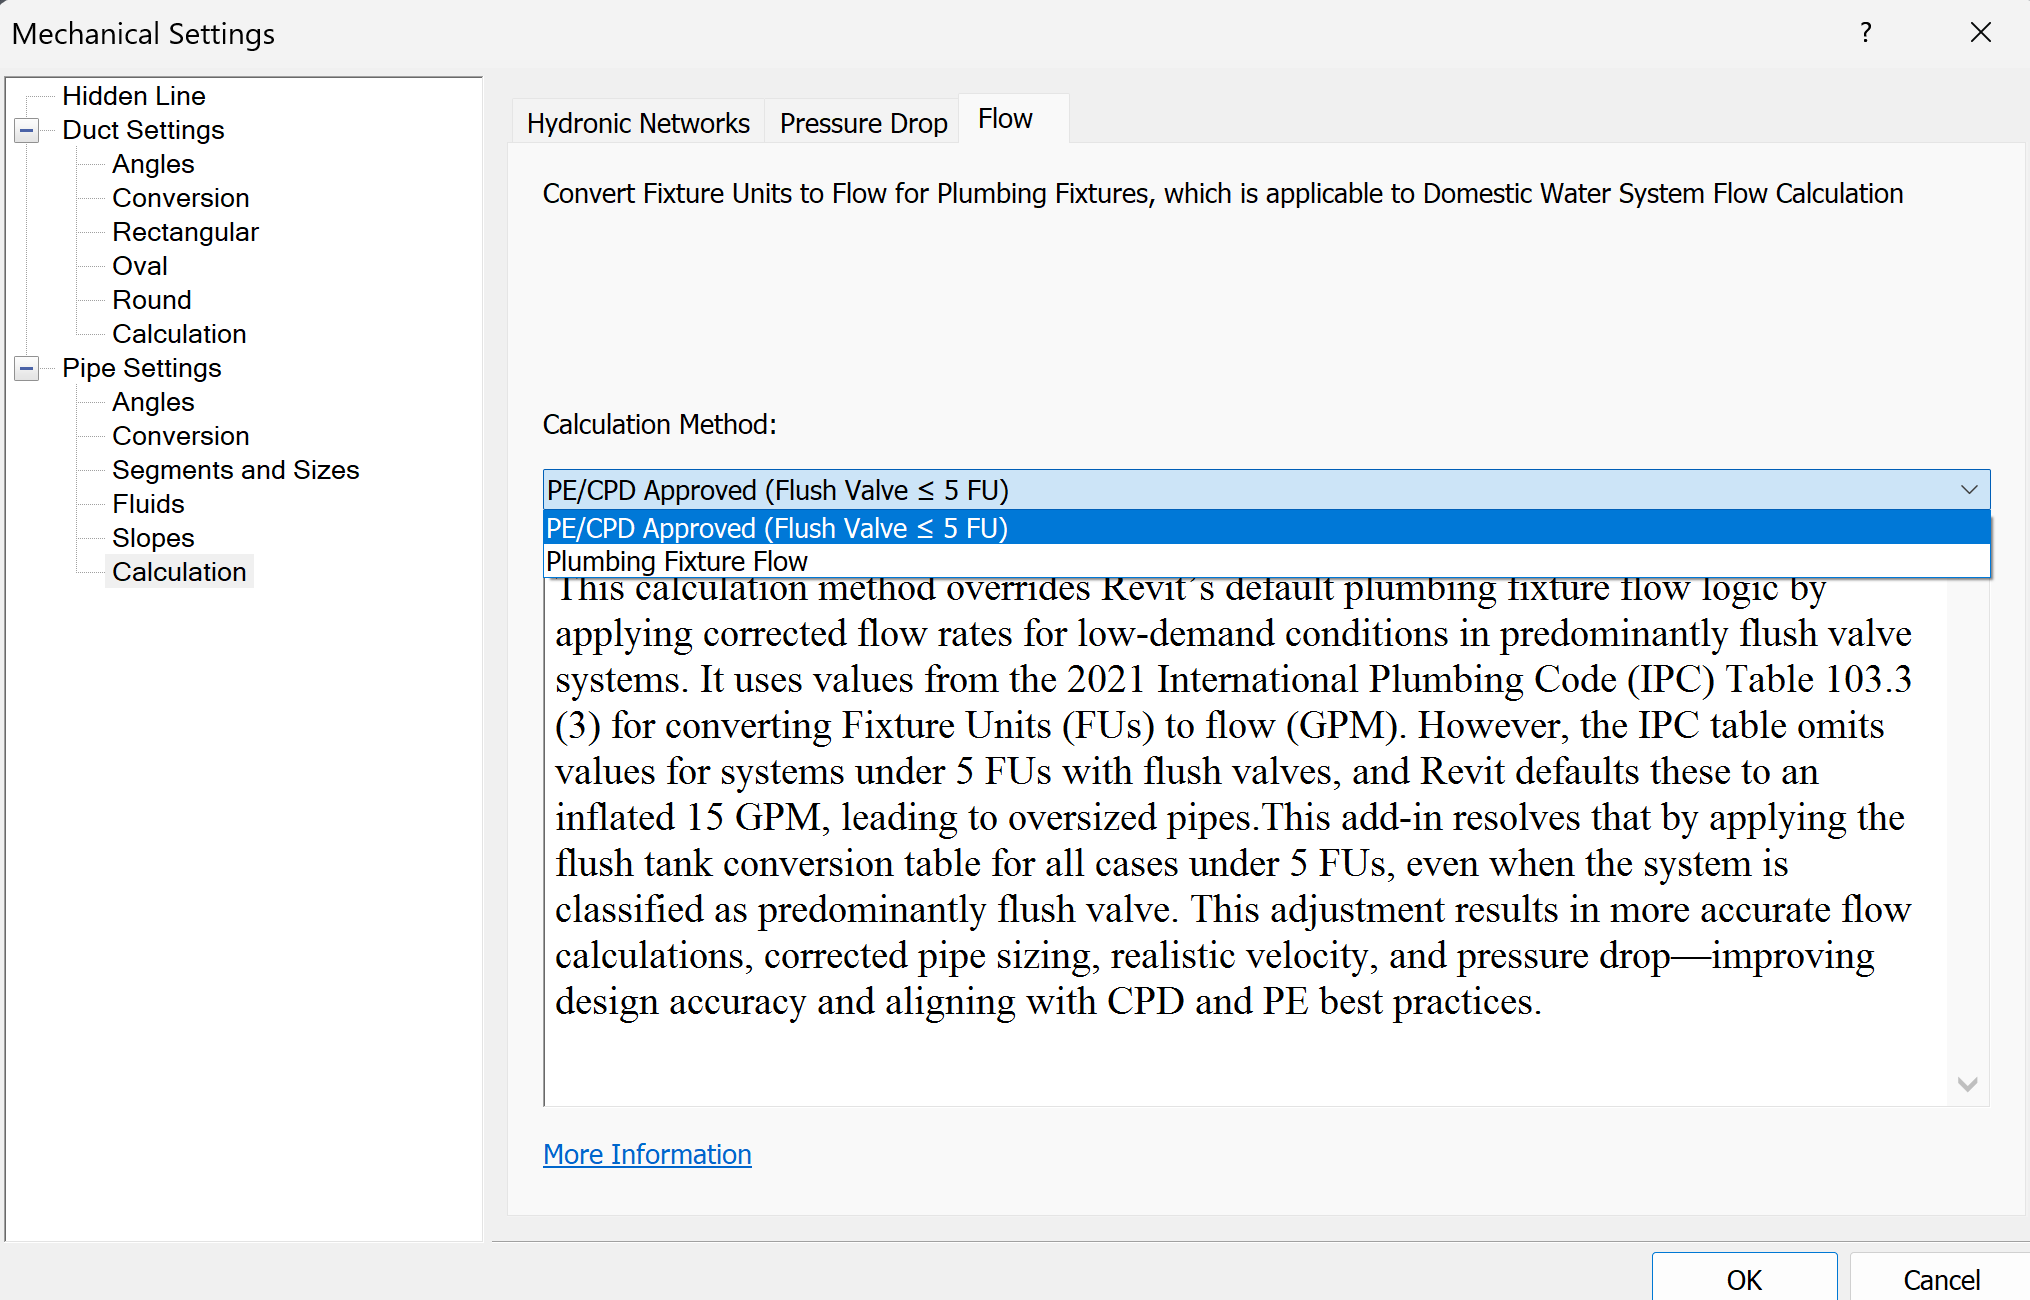 Mechanical Settings
?
Hidden Line
Duct Settings
Angles
Conversion
Rectangular
Oval
Round
Calculation
Pipe Settings
Angles
Conversion
Segments and Sizes
Fluids
Slopes
Calculation
Hydronic Networks
Pressure Drop
Flow
Convert Fixture Units to Flow for Plumbing Fixtures, which is applicable to Domestic Water System Flow Calculation
Calculation Method:
PE/CPD Approved (Flush Valve ≤ 5 FU)
PE/CPD Approved (Flush Valve ≤ 5 FU)
Plumbing Fixture Flow
This calculation method overrides Revit’s default plumbing fixture flow logic by
applying corrected flow rates for low-demand conditions in predominantly flush valve
systems. It uses values from the 2021 International Plumbing Code (IPC) Table 103.3
(3) for converting Fixture Units (FUs) to flow (GPM). However, the IPC table omits
values for systems under 5 FUs with flush valves, and Revit defaults these to an
inflated 15 GPM, leading to oversized pipes.This add-in resolves that by applying the
flush tank conversion table for all cases under 5 FUs, even when the system is
classified as predominantly flush valve. This adjustment results in more accurate flow
calculations, corrected pipe sizing, realistic velocity, and pressure drop—improving
design accuracy and aligning with CPD and PE best practices.
More Information
OK
Cancel